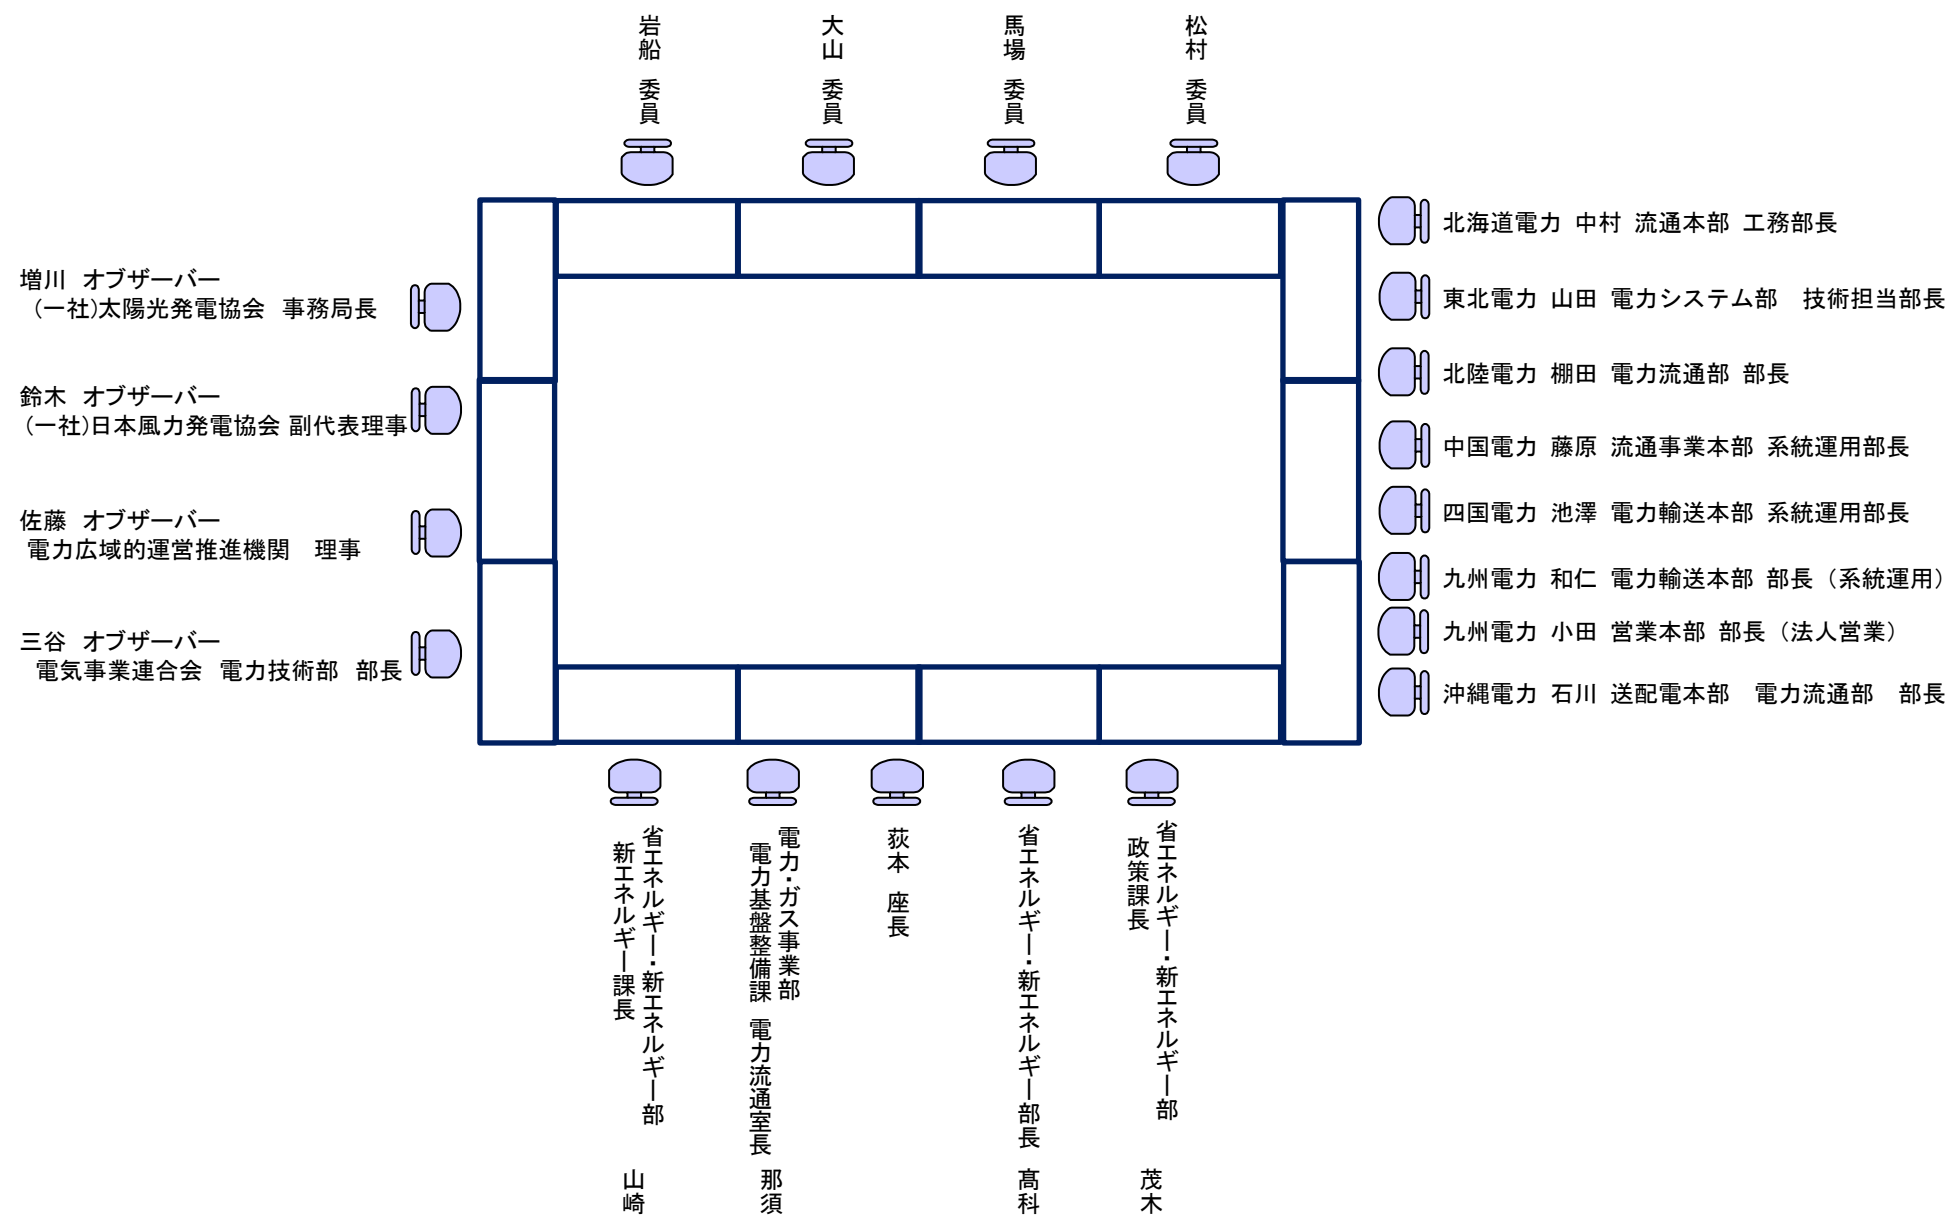 岩船 委員
大山 委員
馬場 委員
松村 委員
増川 オブザーバー
(一社)太陽光発電協会 事務局長
鈴木 オブザーバー
(一社)日本風力発電協会 副代表理事
佐藤 オブザーバー
電力広域的運営推進機関 理事
三谷 オブザーバー
電気事業連合会 電力技術部 部長
北海道電力 中村 流通本部 工務部長
東北電力 山田 電力システム部 技術担当部長
北陸電力 棚田 電力流通部 部長
中国電力 藤原 流通事業本部 系統運用部長
四国電力 池澤 電力輸送本部 系統運用部長
九州電力 和仁 電力輸送本部 部長（系統運用）
九州電力 小田 営業本部 部長（法人営業）
沖縄電力 石川 送配電本部 電力流通部 部長
省エネルギー・新エネルギー部
新エネルギー課長
山崎
電力・ガス事業部
電力基盤整備課 電力流通室長
那須
荻本 座長
省エネルギー・新エネルギー部長 髙科
省エネルギー・新エネルギー部
政策課長
茂木